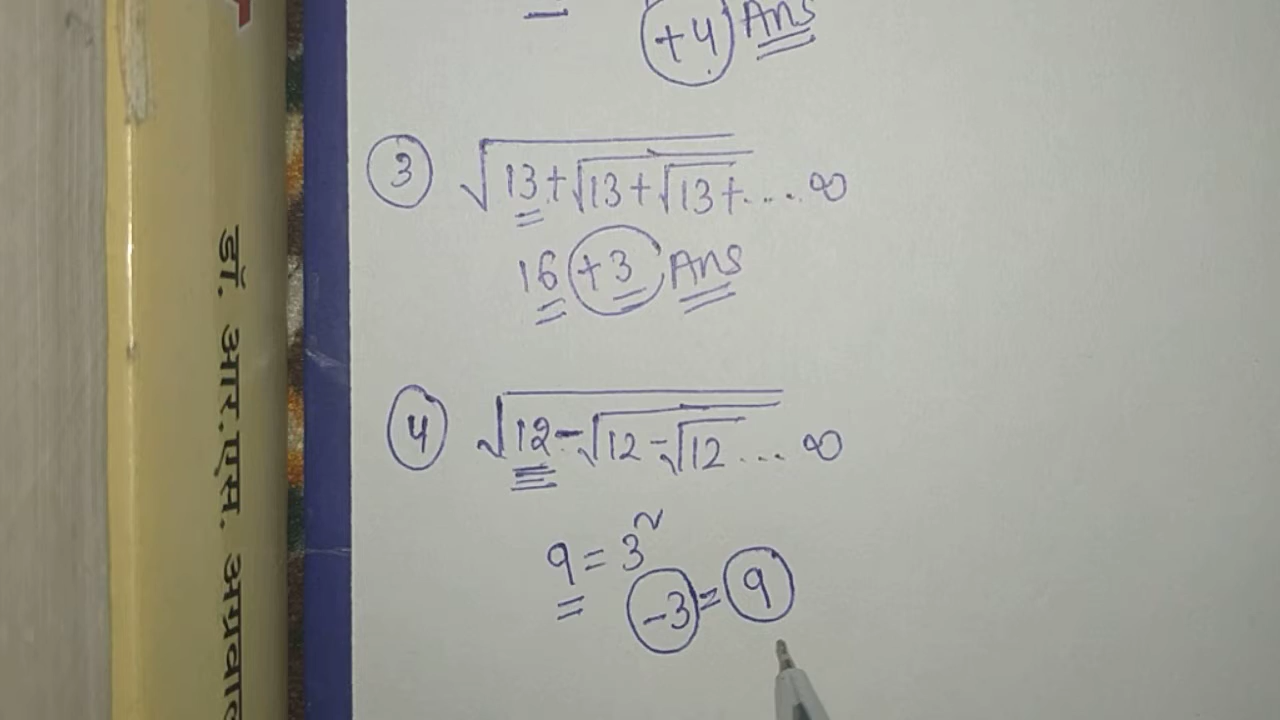 +4 Ans
3 √13+√13+√13+.... ∞
16 +3 Ans
4 √12-√12-√12... ∞
9 = 3²
-3 = 9
डॉ. आर.एस. अग्रवाल